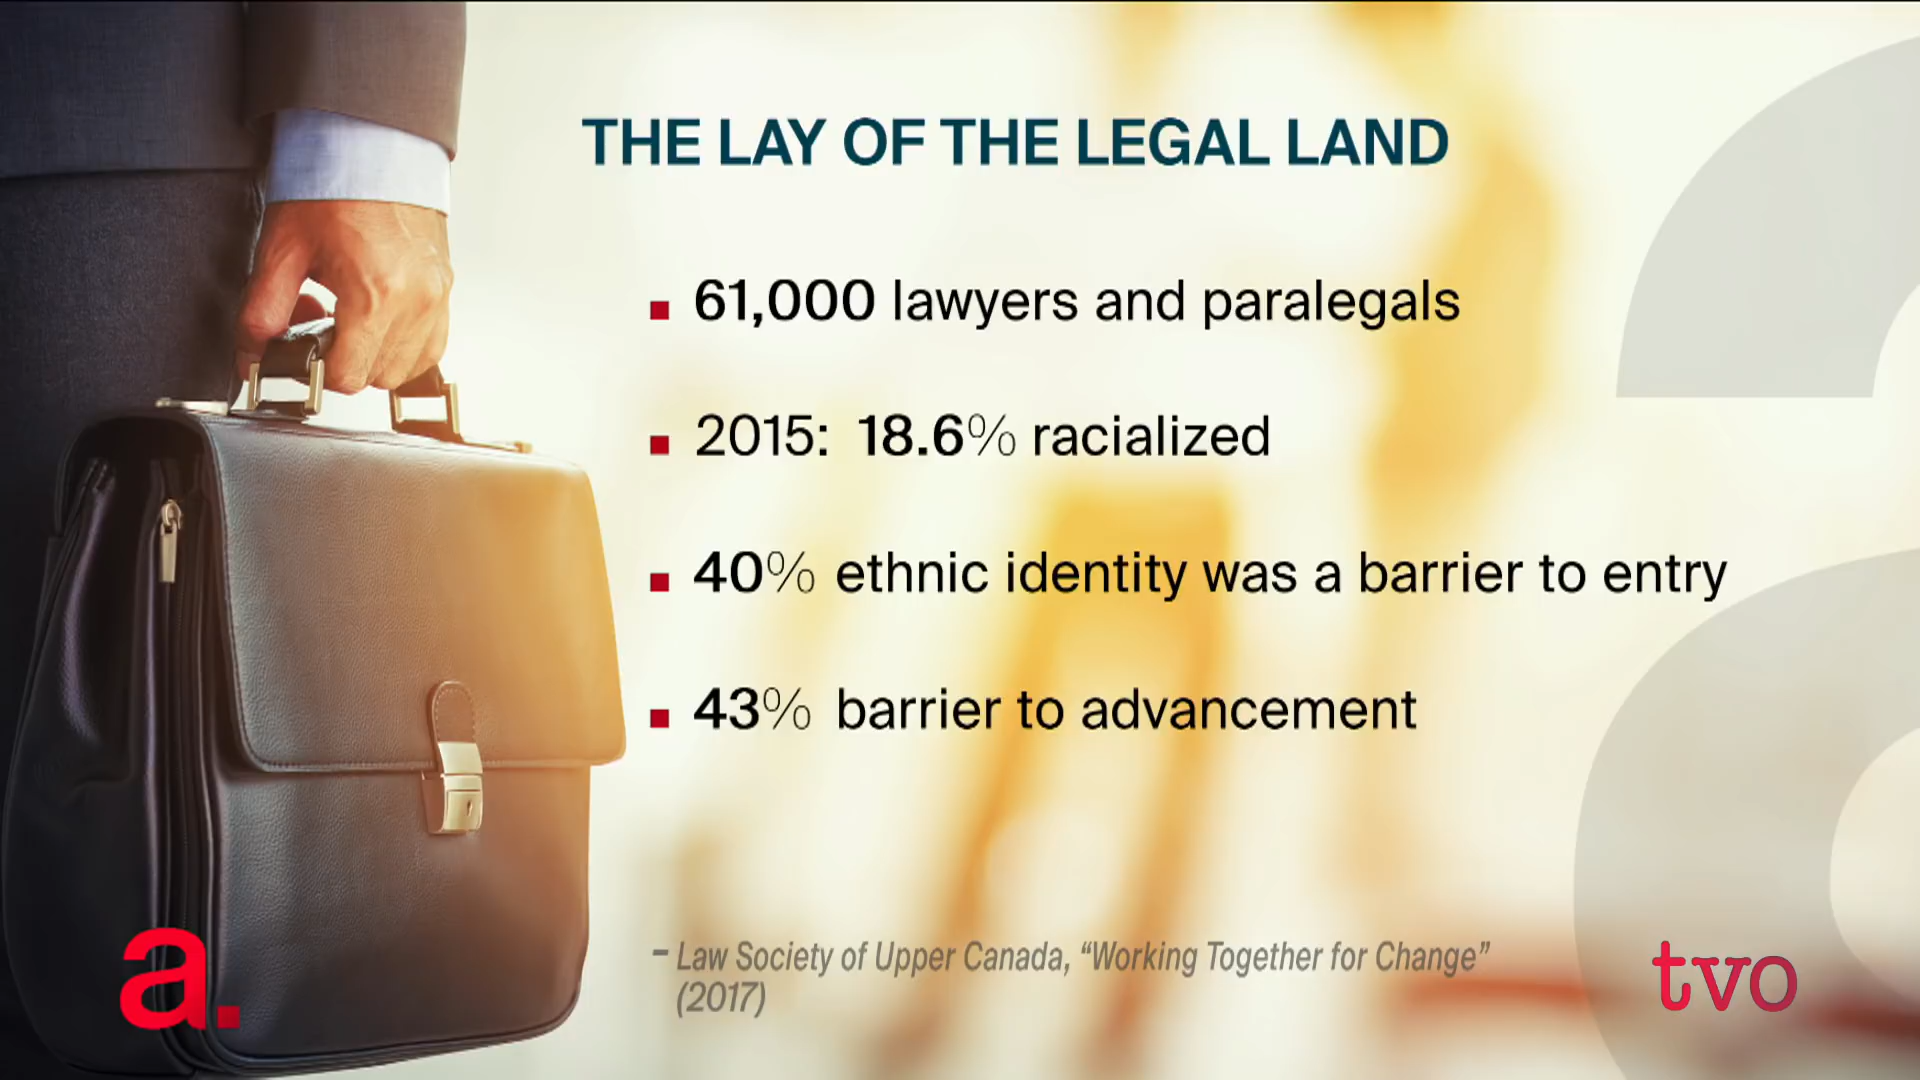 THE LAY OF THE LEGAL LAND
61,000 lawyers and paralegals
2015: 18.6% racialized
40% ethnic identity was a barrier to entry
43% barrier to advancement
– Law Society of Upper Canada, “Working Together for Change”
(2017)
a.
tvo